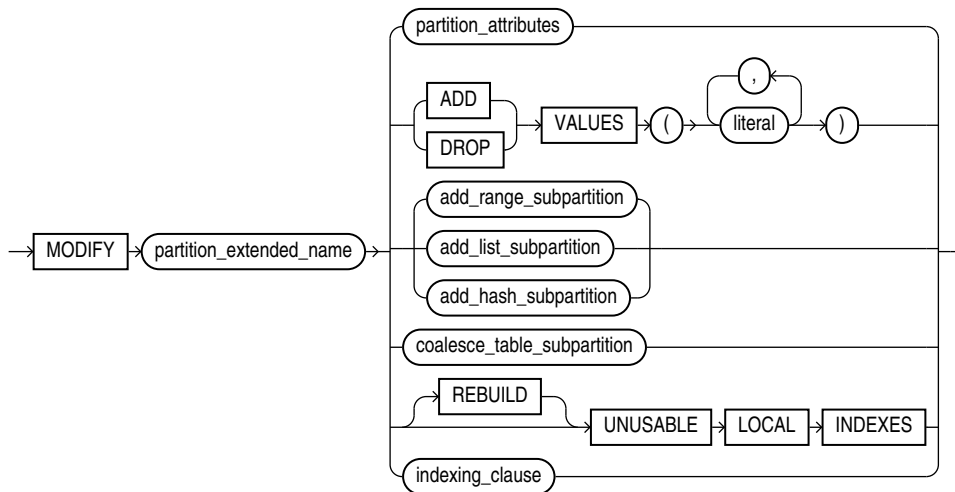 partition_attributes
,
ADD
VALUES ( literal )
DROP
add_range_subpartition
MODIFY partition_extended_name add_list_subpartition
add_hash_subpartition
coalesce_table_subpartition
REBUILD
UNUSABLE LOCAL INDEXES
indexing_clause